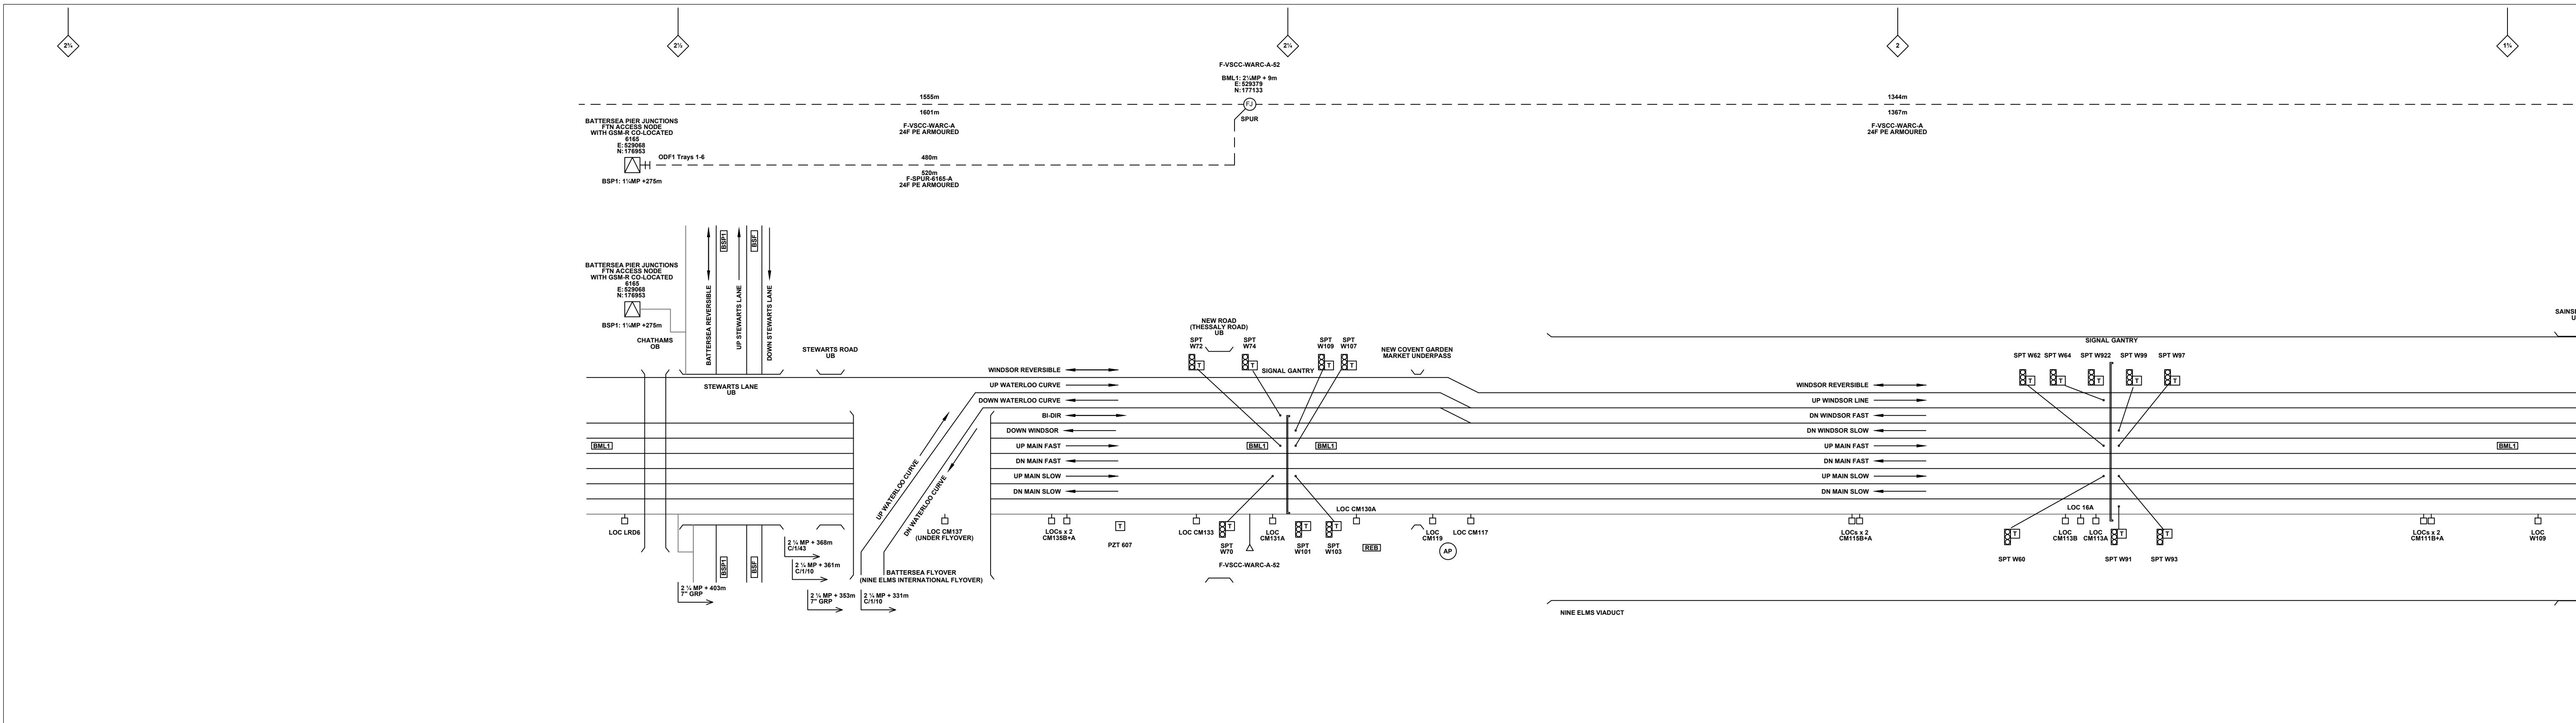 2¾
2½
2¼
2
1¾
F-VSCC-WARC-A-52
BML1: 2¼MP + 9m
E: 529379
N: 177133
FJ
SPUR
1555m
1601m
F-VSCC-WARC-A
24F PE ARMOURED
1344m
1367m
F-VSCC-WARC-A
24F PE ARMOURED
BATTERSEA PIER JUNCTIONS
FTN ACCESS NODE
WITH GSM-R CO-LOCATED
6165
E: 529068
N: 176953
ODF1 Trays 1-6
BSP1: 1¼MP +275m
480m
520m
F-SPUR-6165-A
24F PE ARMOURED
BSP1
BSF
BATTERSEA REVERSIBLE
UP STEWARTS LANE
DOWN STEWARTS LANE
BATTERSEA PIER JUNCTIONS
FTN ACCESS NODE
WITH GSM-R CO-LOCATED
6165
E: 529068
N: 176953
BSP1: 1¼MP +275m
CHATHAMS
OB
STEWARTS ROAD
UB
STEWARTS LANE
UB
NEW ROAD
(THESSALY ROAD)
UB
SPT
W72
T
SPT
W74
T
SPT
W109
T
SPT
W107
T
SIGNAL GANTRY
NEW COVENT GARDEN
MARKET UNDERPASS
SIGNAL GANTRY
SPT W62
T
SPT W64
T
SPT W922
T
SPT W99
T
SPT W97
T
WINDSOR REVERSIBLE
UP WATERLOO CURVE
DOWN WATERLOO CURVE
BI-DIR
DOWN WINDSOR
UP MAIN FAST
DN MAIN FAST
UP MAIN SLOW
DN MAIN SLOW
WINDSOR REVERSIBLE
UP WINDSOR LINE
DN WINDSOR FAST
DN WINDSOR SLOW
UP MAIN FAST
DN MAIN FAST
UP MAIN SLOW
DN MAIN SLOW
BML1
BML1
BML1
BML1
UP WATERLOO CURVE
DN WATERLOO CURVE
LOC LRD6
LOC CM137
(UNDER FLYOVER)
LOCs x 2
CM135B+A
T
PZT 607
LOC CM133
T
SPT
W70
LOC
CM131A
T
SPT
W101
T
SPT
W103
LOC CM130A
REB
LOC
CM119
LOC CM117
AP
F-VSCC-WARC-A-52
LOCs x 2
CM115B+A
T
SPT W60
LOC 16A
LOC
CM113B
LOC
CM113A
T
SPT W91
T
SPT W93
LOCs x 2
CM111B+A
LOC
W109
BSP1
BSF
2 ¼ MP + 403m
7" GRP
2 ¼ MP + 368m
C/1/43
2 ¼ MP + 361m
C/1/10
2 ¼ MP + 353m
7" GRP
2 ¼ MP + 331m
C/1/10
BATTERSEA FLYOVER
(NINE ELMS INTERNATIONAL FLYOVER)
NINE ELMS VIADUCT